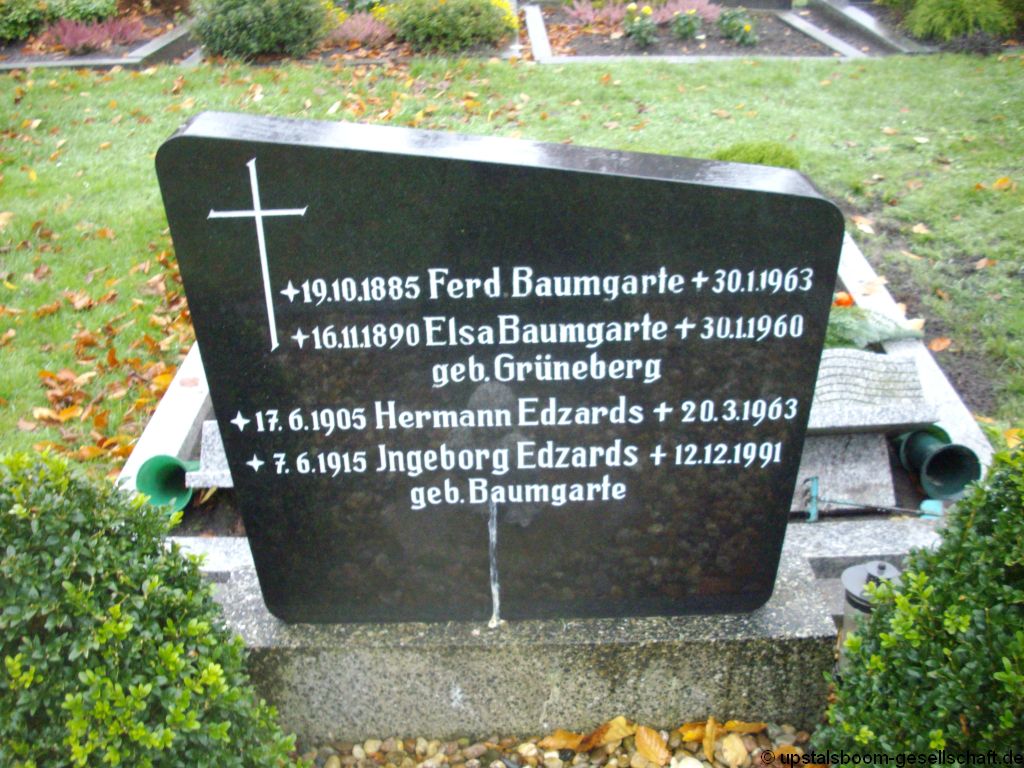 ✦19.10.1885 Ferd. Baumgarte + 30.1.1963
✦16.11.1890 Elsa Baumgarte + 30.1.1960
geb. Grüneberg
✦17.6.1905 Hermann Edzards + 20.3.1963
✦7.6.1915 Jngeborg Edzards + 12.12.1991
geb. Baumgarte
© upstalsboom-gesellschaft.de